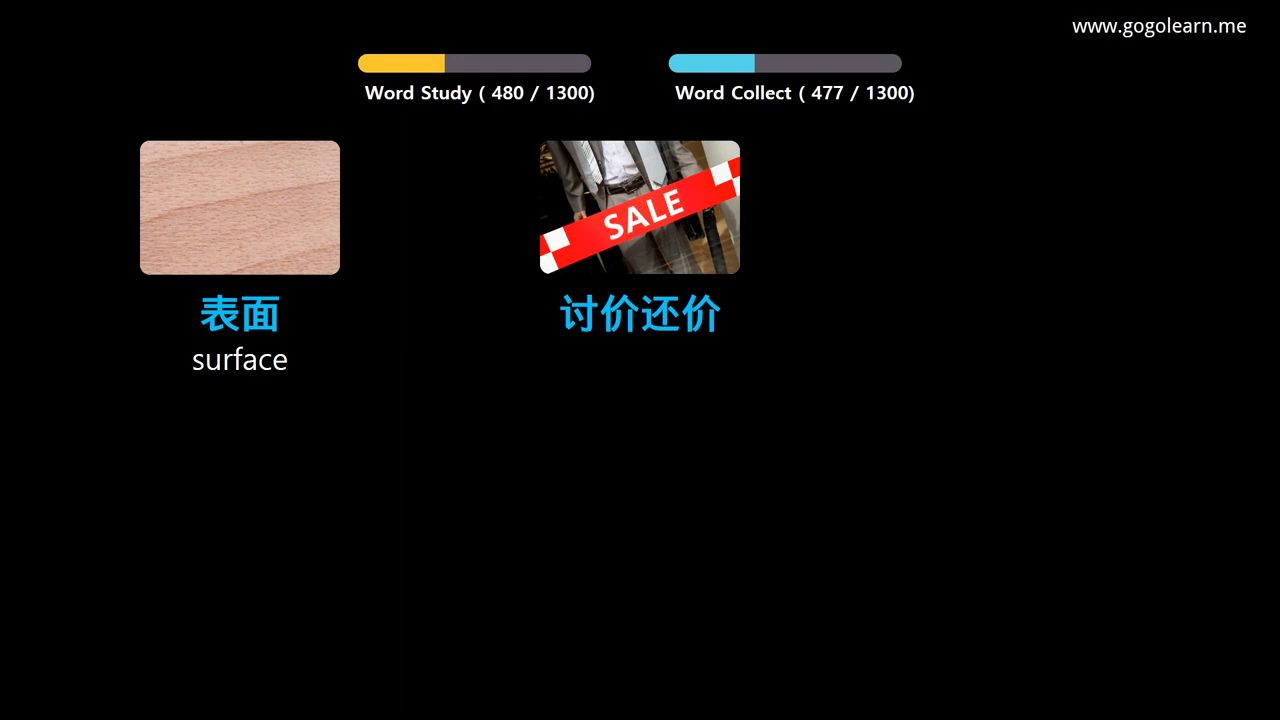 www.gogolearn.me
Word Study ( 480 / 1300)
Word Collect ( 477 / 1300)
SALE
表面
讨价还价
surface